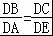 DB/DA = DC/DE